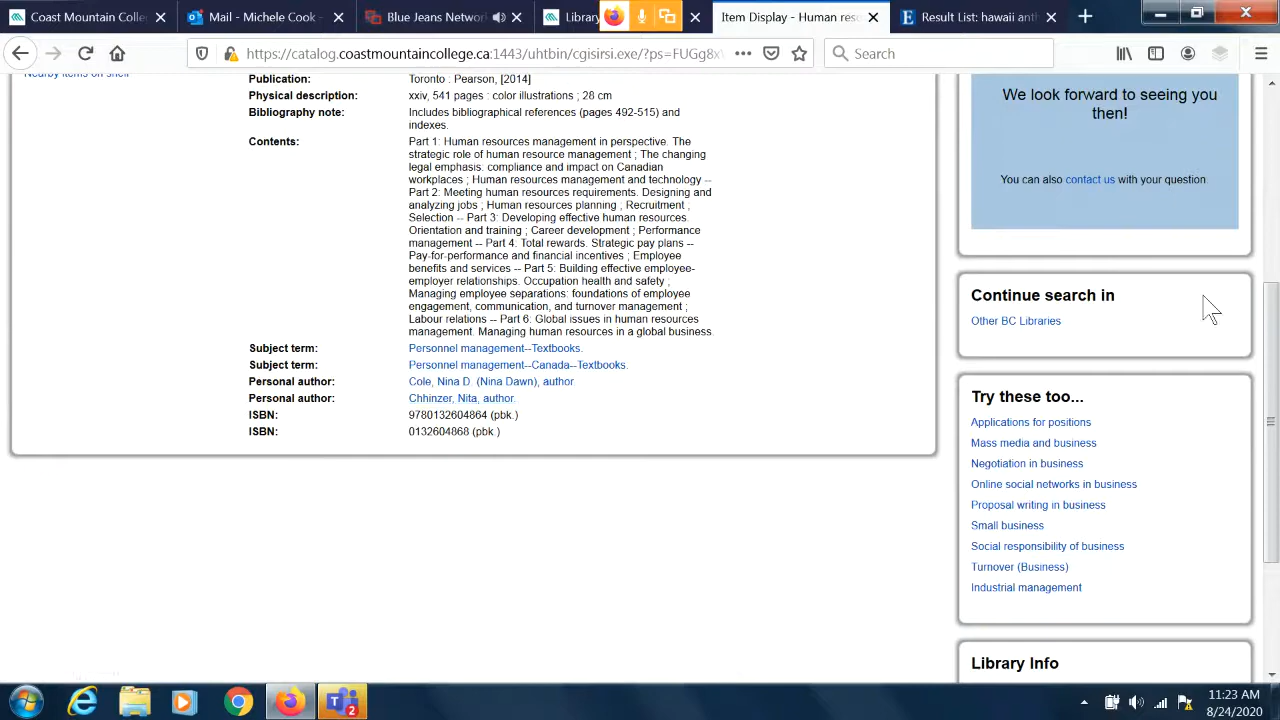 Coast Mountain Colle
Mail - Michele Cook -
Blue Jeans Network
Library
Item Display - Human reso
Result List: hawaii anth
https://catalog.coastmountaincollege.ca:1443/uhtbin/cgisirsi.exe/?ps=FUGg8xV
Search
Nearby items on shelf
Publication: Toronto : Pearson, [2014]
Physical description: xxiv, 541 pages : color illustrations ; 28 cm
Bibliography note: Includes bibliographical references (pages 492-515) and
indexes.
Contents: Part 1: Human resources management in perspective. The
strategic role of human resource management ; The changing
legal emphasis: compliance and impact on Canadian
workplaces ; Human resources management and technology --
Part 2: Meeting human resources requirements. Designing and
analyzing jobs ; Human resources planning ; Recruitment ;
Selection -- Part 3: Developing effective human resources.
Orientation and training ; Career development ; Performance
management -- Part 4: Total rewards. Strategic pay plans --
Pay-for-performance and financial incentives ; Employee
benefits and services -- Part 5: Building effective employee-
employer relationships. Occupation health and safety ;
Managing employee separations: foundations of employee
engagement, communication, and turnover management ;
Labour relations -- Part 6: Global issues in human resources
management. Managing human resources in a global business.
Subject term: Personnel management--Textbooks.
Subject term: Personnel management--Canada--Textbooks.
Personal author: Cole, Nina D. (Nina Dawn), author
Personal author: Chhinzer, Nita, author.
ISBN: 9780132604864 (pbk.)
ISBN: 0132604868 (pbk.)
We look forward to seeing you
then!
You can also contact us with your question.
Continue search in
Other BC Libraries
Try these too...
Applications for positions
Mass media and business
Negotiation in business
Online social networks in business
Proposal writing in business
Small business
Social responsibility of business
Turnover (Business)
Industrial management
Library Info
11:23 AM
8/24/2020